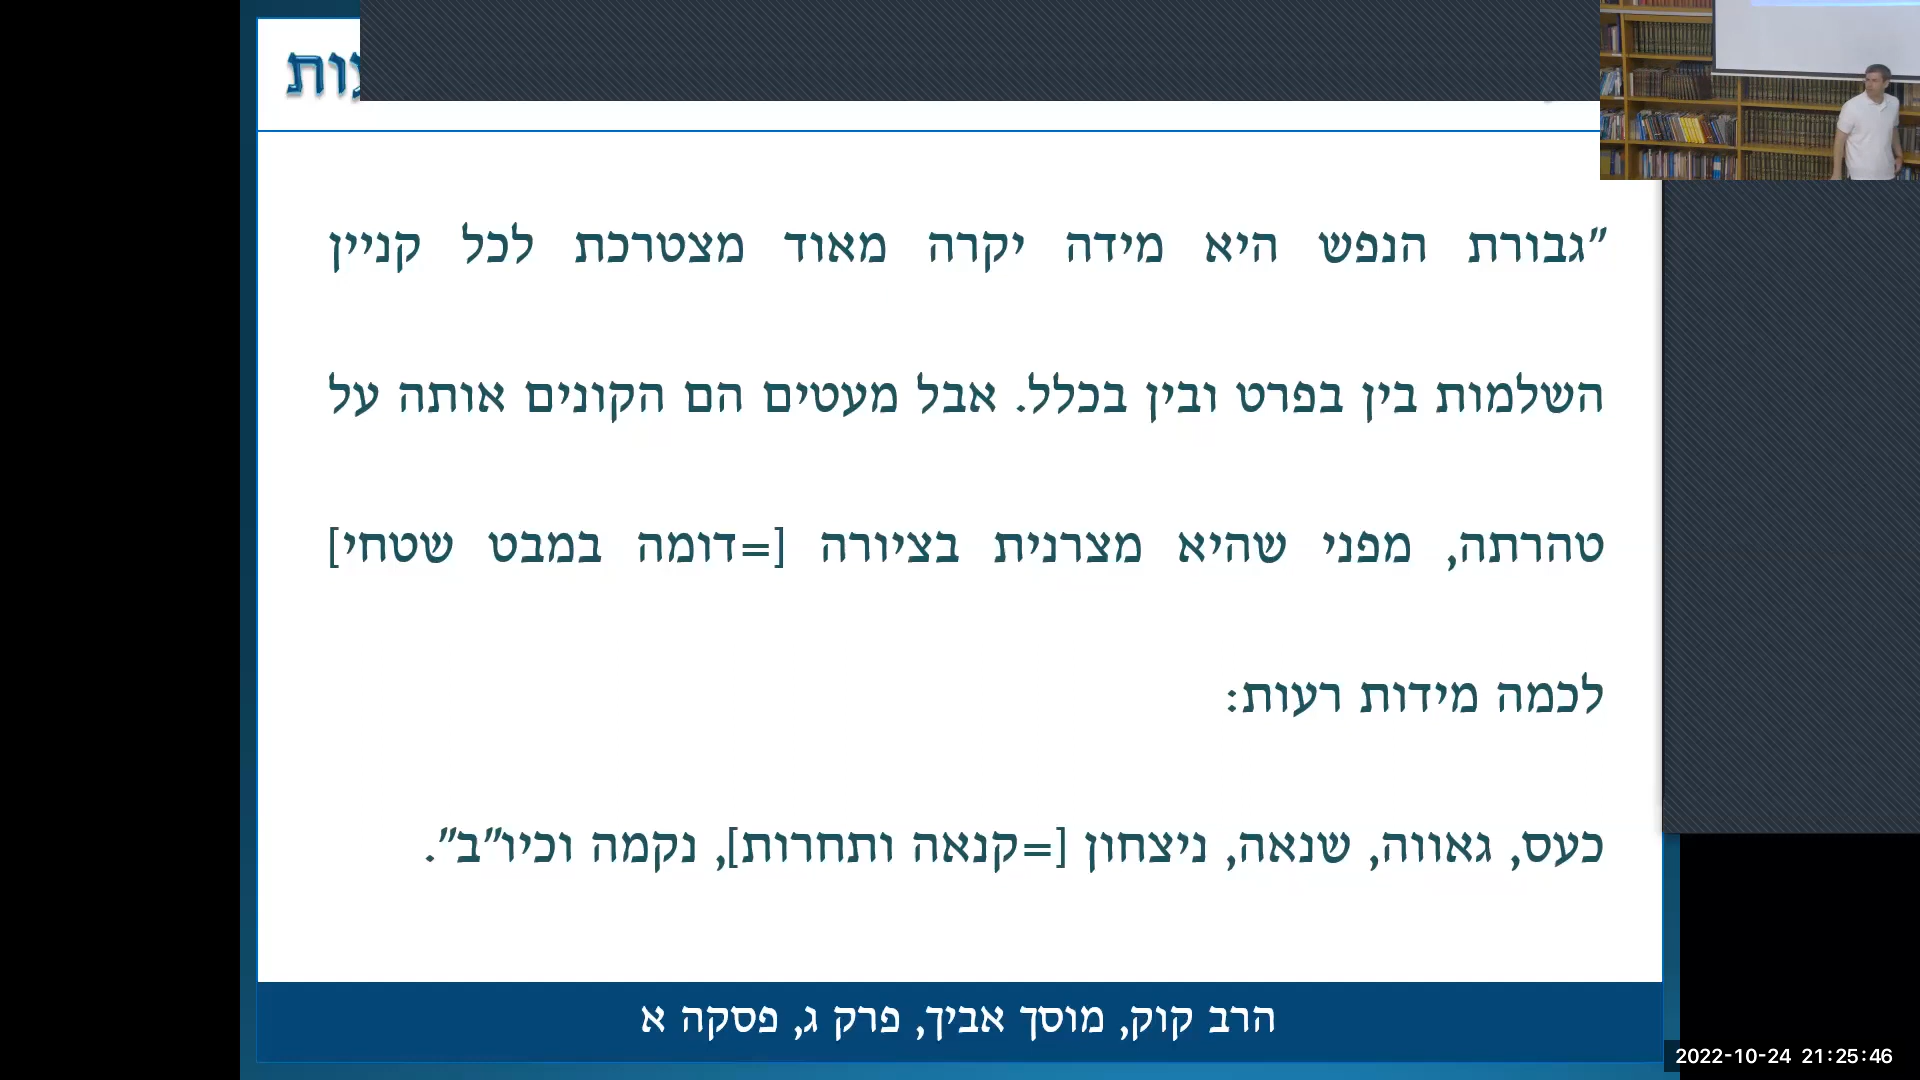 "גבורת הנפש היא מידה יקרה מאוד מצטרכת לכל קניין
השלמות בין בפרט ובין בכלל. אבל מעטים הם הקונים אותה על
טהרתה, מפני שהיא מצרנית בציורה [=דומה במבט שטחי]
לכמה מידות רעות:
כעס, גאווה, שנאה, ניצחון [=קנאה ותחרות], נקמה וכיו"ב".
הרב קוק, מוסך אביך, פרק ג, פסקה א
2022-10-24 21:25:46